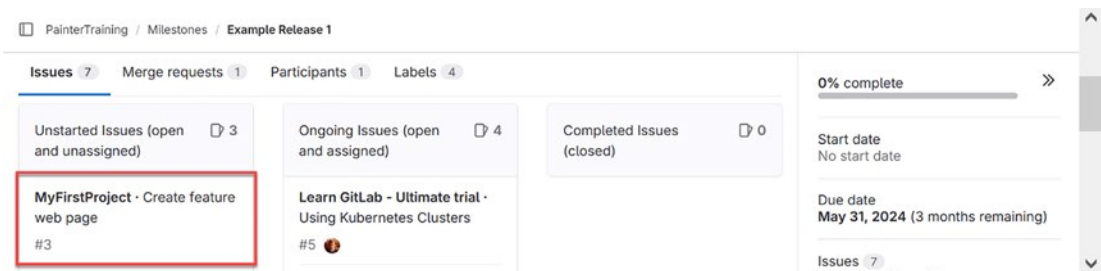 PainterTraining / Milestones / Example Release 1
Issues 7 Merge requests 1 Participants 1 Labels 4
Unstarted Issues (open
and unassigned)
3
MyFirstProject · Create feature
web page
#3
Ongoing Issues (open
and assigned)
4
Learn GitLab - Ultimate trial ·
Using Kubernetes Clusters
#5
Completed Issues
(closed)
0
0% complete
Start date
No start date
Due date
May 31, 2024 (3 months remaining)
Issues 7